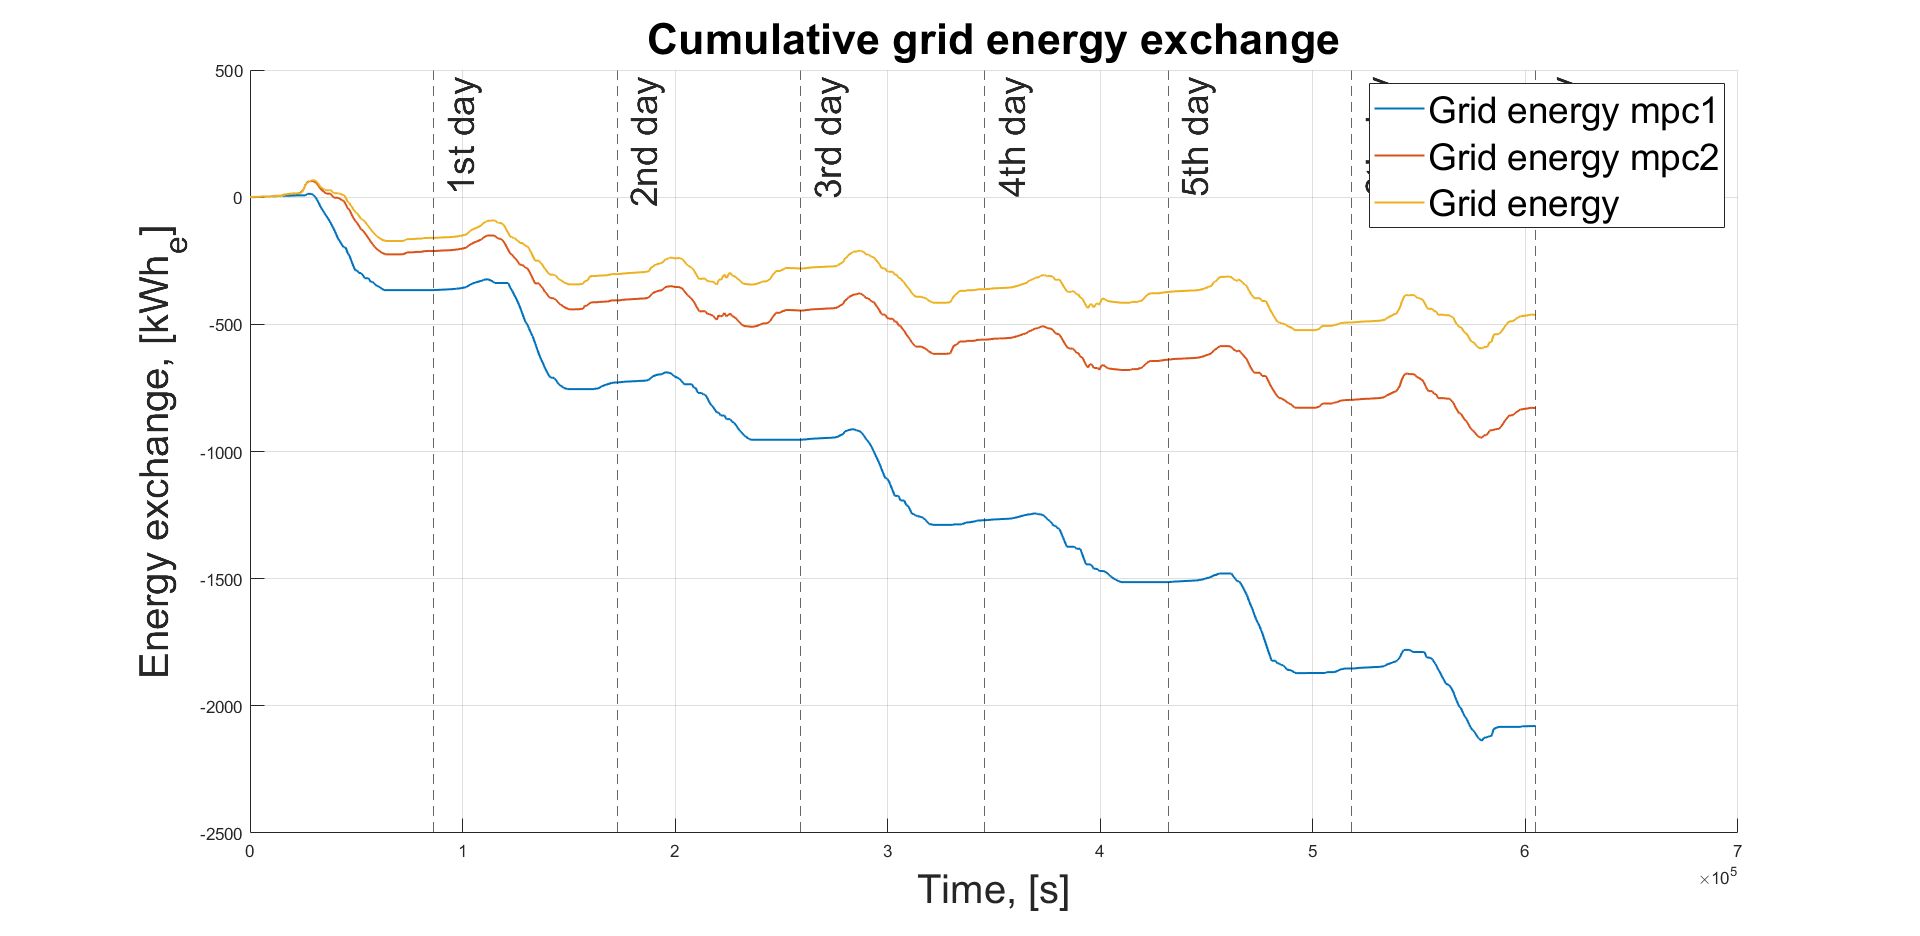 Cumulative grid energy exchange
Energy exchange, [kWh_e]
500
0
-500
-1000
-1500
-2000
-2500
1st day
2nd day
3rd day
4th day
5th day
Grid energy mpc1
Grid energy mpc2
Grid energy
0
1
2
3
4
5
6
7
×10^5
Time, [s]